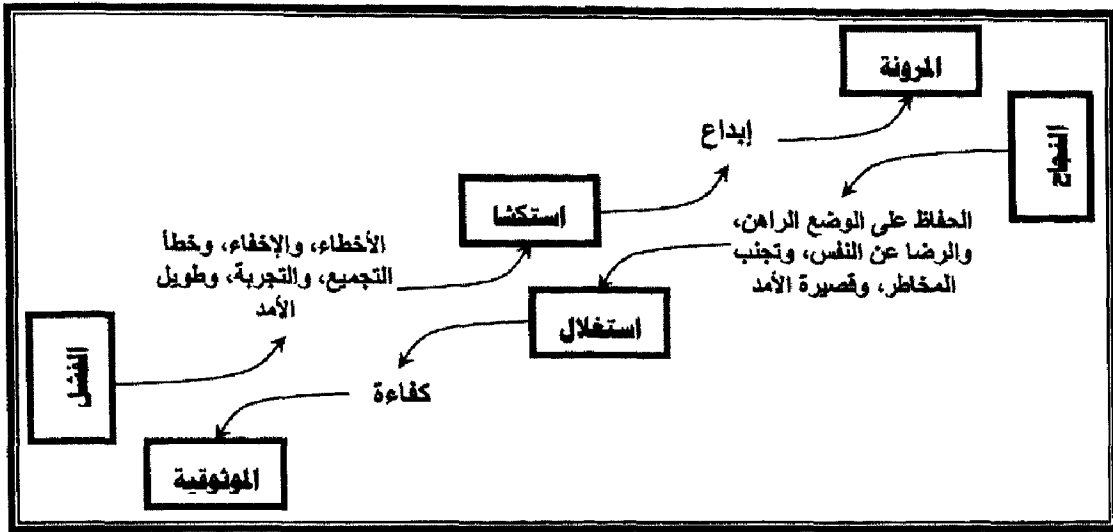 المرونة
النجاح
إبداع
استكشا
الحفاظ على الوضع الراهن،
والرضا عن النفس، وتجنب
المخاطر، وقصيرة الأمد
الأخطاء، والإخفاء، وخطأ
التجميع، والتجربة، وطويل
الأمد
استغلال
الفشل
كفاءة
الموثوقية